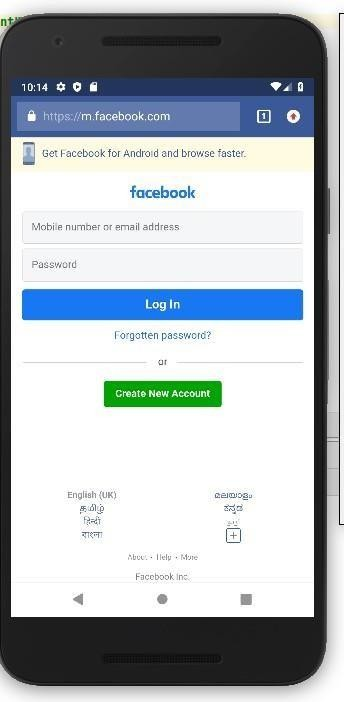 nt
10:14
1
https://m.facebook.com
Get Facebook for Android and browse faster.
facebook
Mobile number or email address
Password
Log In
Forgotten password?
or
Create New Account
English (UK) മലയാളം
தமிழ் ಕನ್ನಡ
हिन्दी
বাংলা
About · Help · More
Facebook Inc.